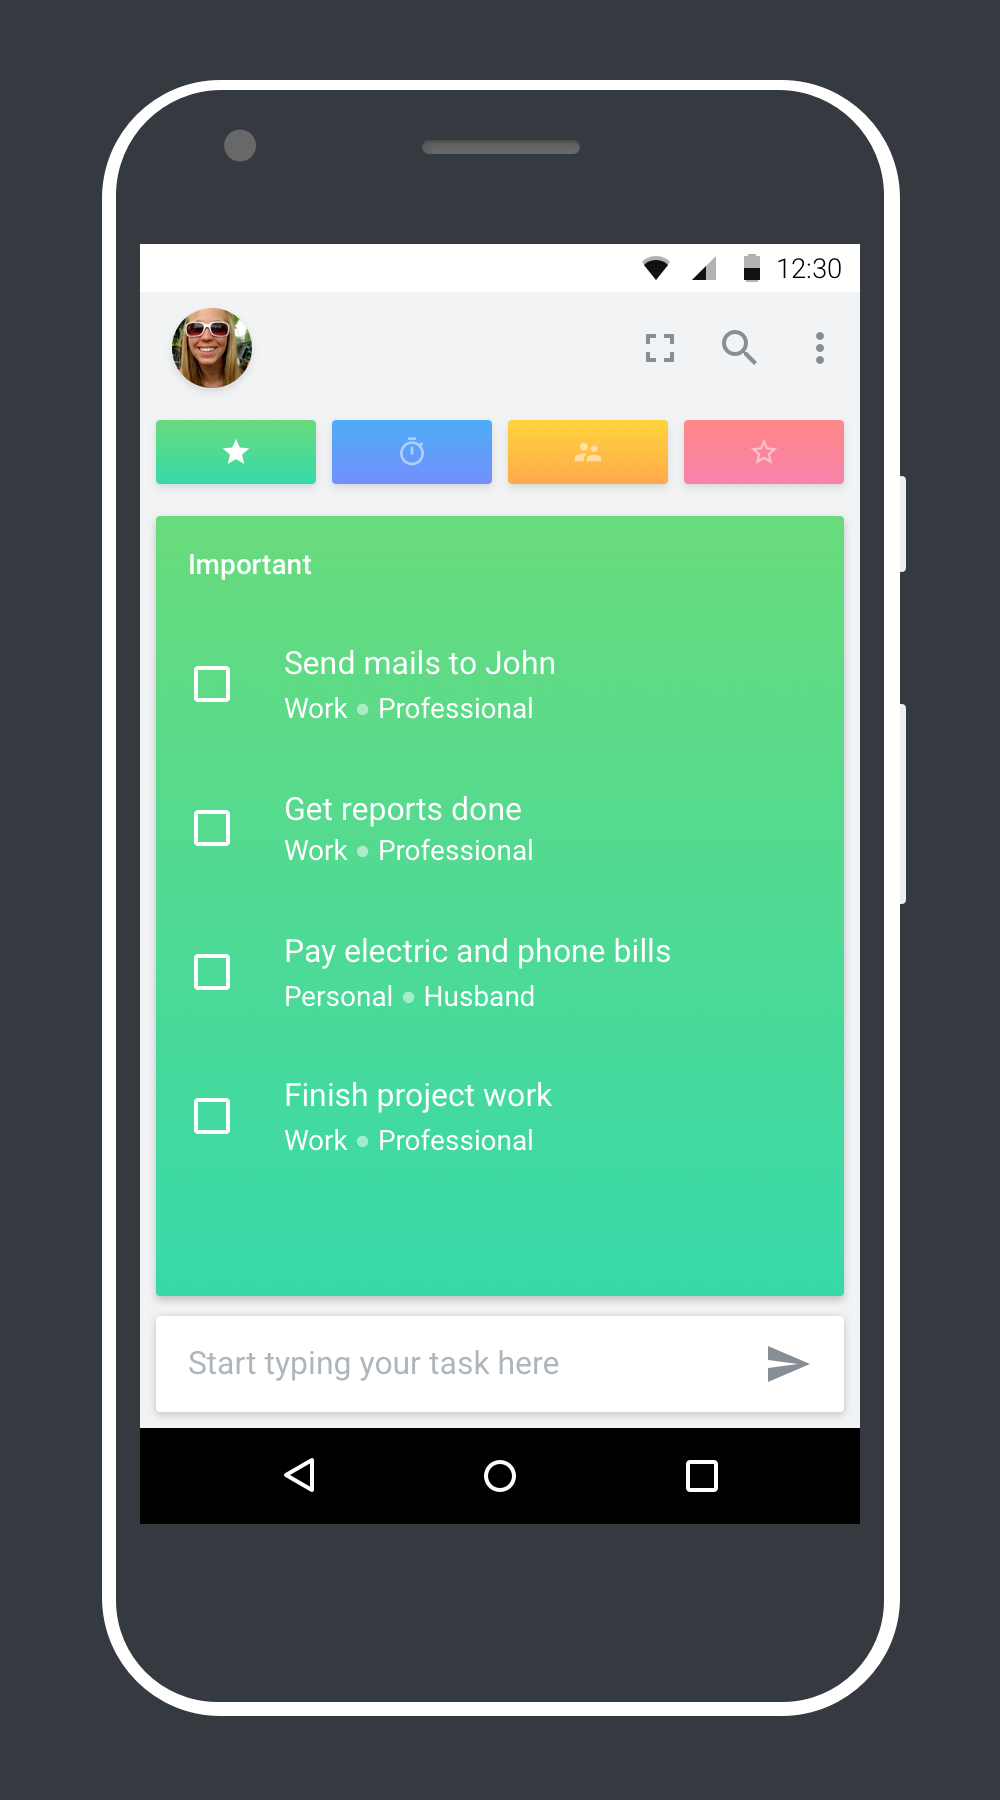 12:30
Important
Send mails to John
Work • Professional
Get reports done
Work • Professional
Pay electric and phone bills
Personal • Husband
Finish project work
Work • Professional
Start typing your task here